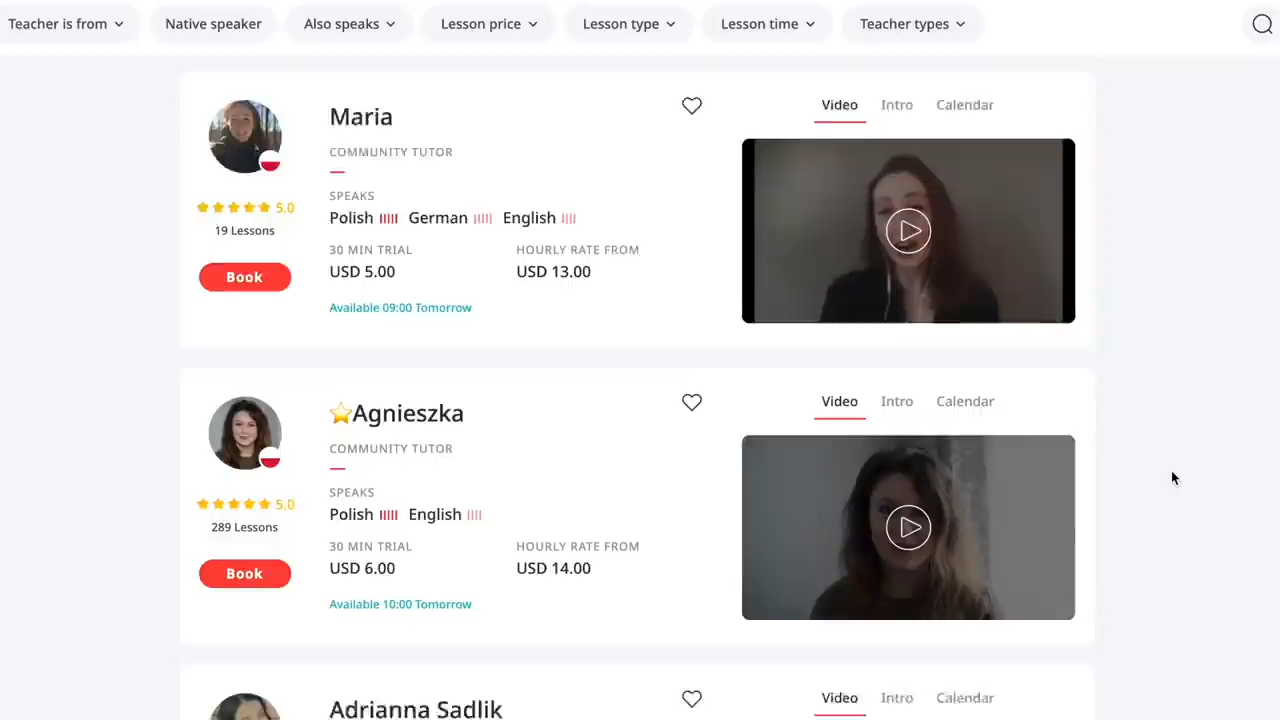 Teacher is from Native speaker Also speaks Lesson price Lesson type Lesson time Teacher types
Maria
COMMUNITY TUTOR
SPEAKS
Polish German English
30 MIN TRIAL HOURLY RATE FROM
USD 5.00 USD 13.00
Available 09:00 Tomorrow
5.0
19 Lessons
Book
Video Intro Calendar
Agnieszka
COMMUNITY TUTOR
SPEAKS
Polish English
30 MIN TRIAL HOURLY RATE FROM
USD 6.00 USD 14.00
Available 10:00 Tomorrow
5.0
289 Lessons
Book
Video Intro Calendar
Adrianna Sadlik
Video Intro Calendar